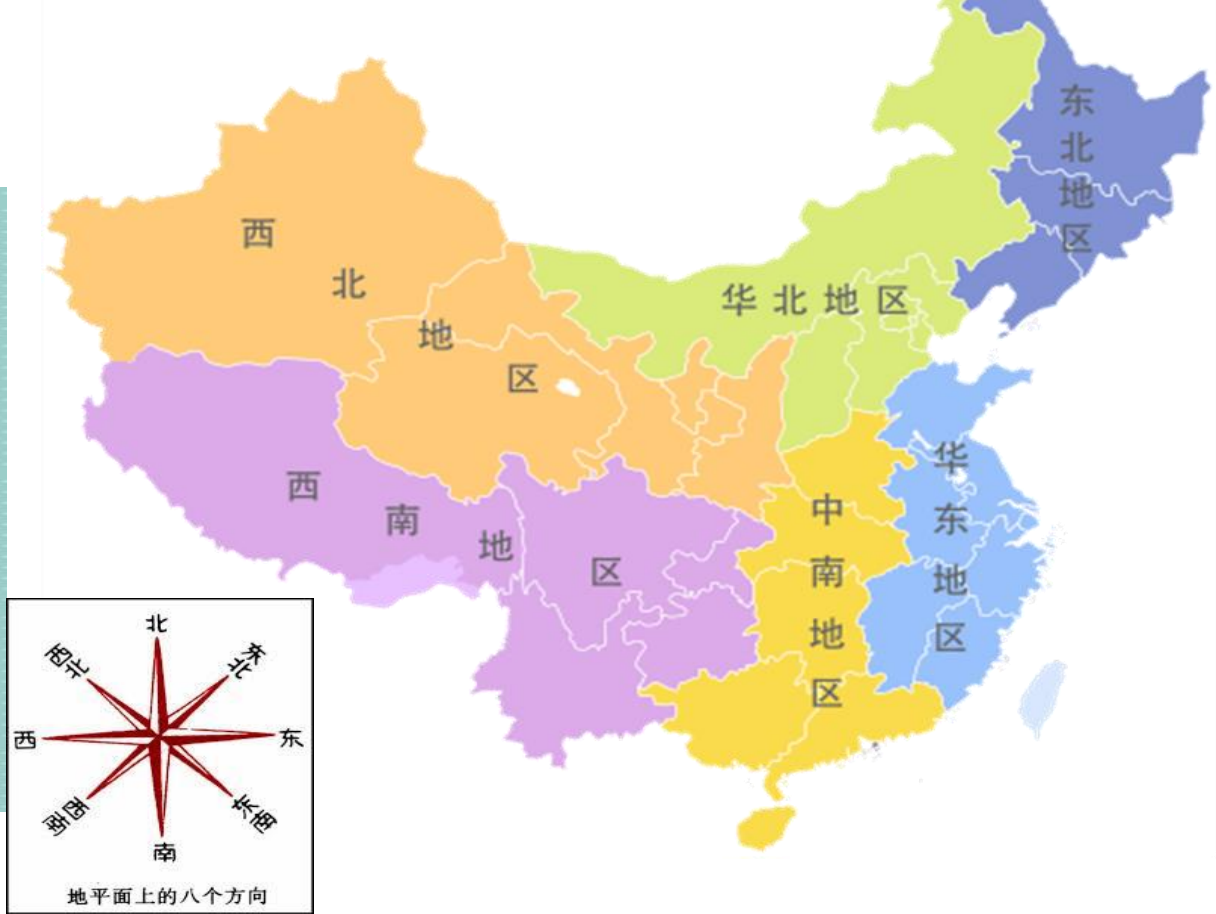 东北地区
西北地区
华北地区
西南地区
中南地区
华东地区
北
西北
东北
西
东
西南
东南
南
地平面上的八个方向